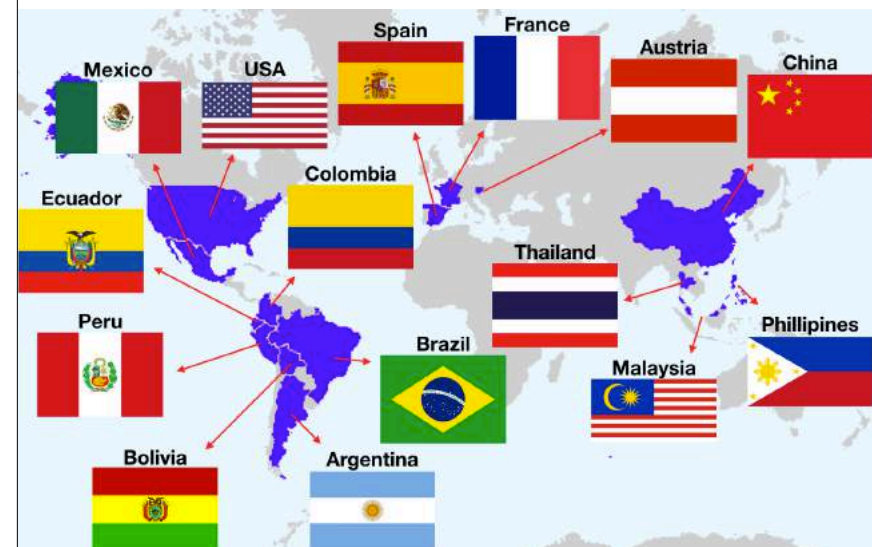 Spain
France
Austria
Mexico
USA
China
Colombia
Ecuador
Thailand
Peru
Brazil
Phillipines
Malaysia
Bolivia
Argentina